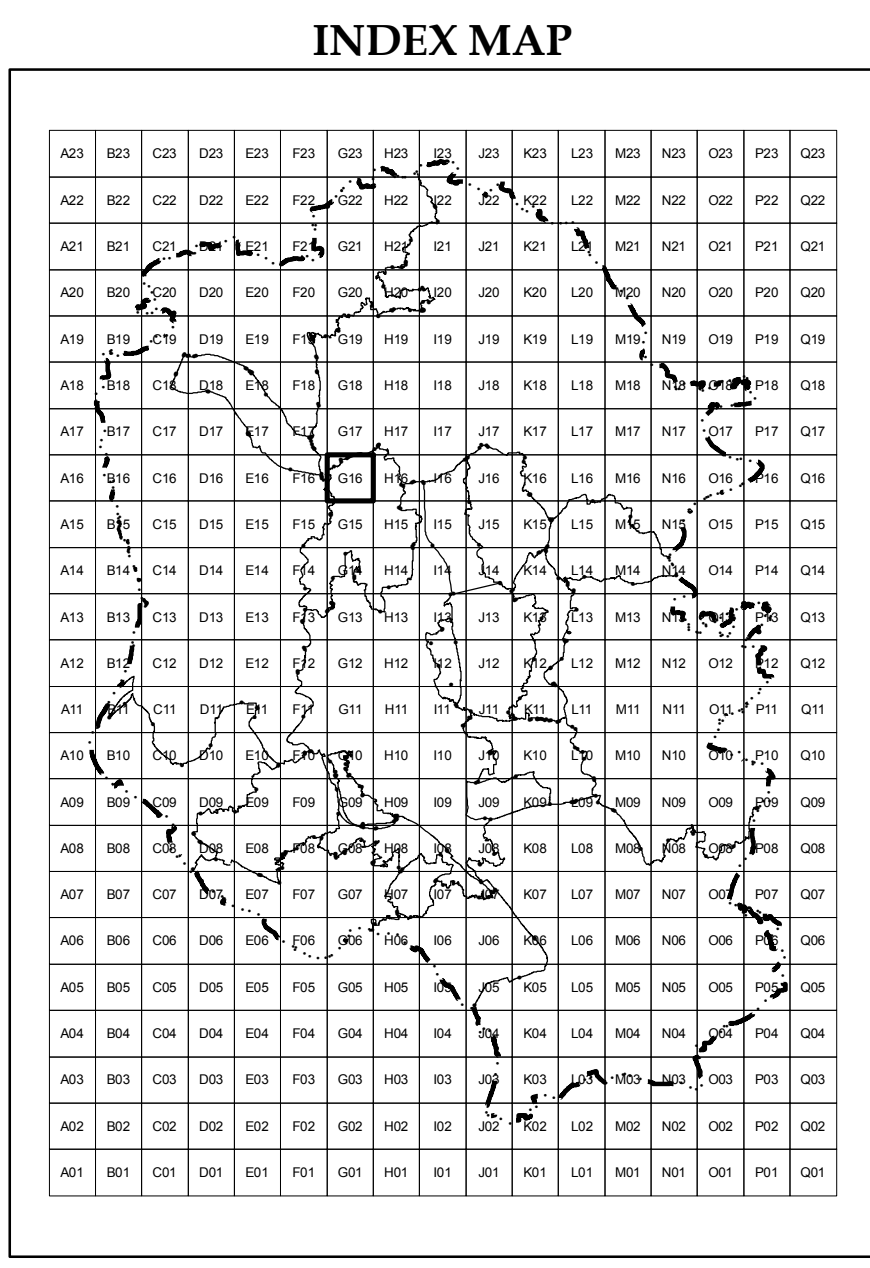 INDEX MAP
A23 B23 C23 D23 E23 F23 G23 H23 I23 J23 K23 L23 M23 N23 O23 P23 Q23
A22 B22 C22 D22 E22 F22 G22 H22 I22 J22 K22 L22 M22 N22 O22 P22 Q22
A21 B21 C21 D21 E21 F21 G21 H21 I21 J21 K21 L21 M21 N21 O21 P21 Q21
A20 B20 C20 D20 E20 F20 G20 H20 I20 J20 K20 L20 M20 N20 O20 P20 Q20
A19 B19 C19 D19 E19 F19 G19 H19 I19 J19 K19 L19 M19 N19 O19 P19 Q19
A18 B18 C18 D18 E18 F18 G18 H18 I18 J18 K18 L18 M18 N18 O18 P18 Q18
A17 B17 C17 D17 E17 F17 G17 H17 I17 J17 K17 L17 M17 N17 O17 P17 Q17
A16 B16 C16 D16 E16 F16 G16 H16 I16 J16 K16 L16 M16 N16 O16 P16 Q16
A15 B15 C15 D15 E15 F15 G15 H15 I15 J15 K15 L15 M15 N15 O15 P15 Q15
A14 B14 C14 D14 E14 F14 G14 H14 I14 J14 K14 L14 M14 N14 O14 P14 Q14
A13 B13 C13 D13 E13 F13 G13 H13 I13 J13 K13 L13 M13 N13 O13 P13 Q13
A12 B12 C12 D12 E12 F12 G12 H12 I12 J12 K12 L12 M12 N12 O12 P12 Q12
A11 B11 C11 D11 E11 F11 G11 H11 I11 J11 K11 L11 M11 N11 O11 P11 Q11
A10 B10 C10 D10 E10 F10 G10 H10 I10 J10 K10 L10 M10 N10 O10 P10 Q10
A09 B09 C09 D09 E09 F09 G09 H09 I09 J09 K09 L09 M09 N09 O09 P09 Q09
A08 B08 C08 D08 E08 F08 G08 H08 I08 J08 K08 L08 M08 N08 O08 P08 Q08
A07 B07 C07 D07 E07 F07 G07 H07 I07 J07 K07 L07 M07 N07 O07 P07 Q07
A06 B06 C06 D06 E06 F06 G06 H06 I06 J06 K06 L06 M06 N06 O06 P06 Q06
A05 B05 C05 D05 E05 F05 G05 H05 I05 J05 K05 L05 M05 N05 O05 P05 Q05
A04 B04 C04 D04 E04 F04 G04 H04 I04 J04 K04 L04 M04 N04 O04 P04 Q04
A03 B03 C03 D03 E03 F03 G03 H03 I03 J03 K03 L03 M03 N03 O03 P03 Q03
A02 B02 C02 D02 E02 F02 G02 H02 I02 J02 K02 L02 M02 N02 O02 P02 Q02
A01 B01 C01 D01 E01 F01 G01 H01 I01 J01 K01 L01 M01 N01 O01 P01 Q01